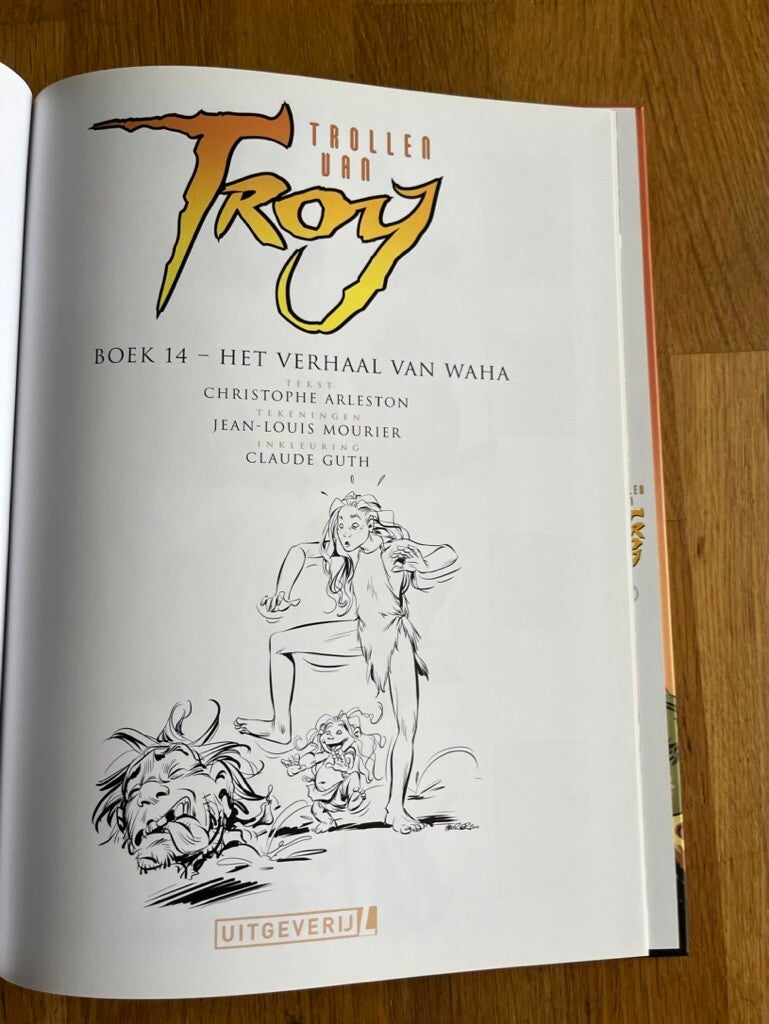 TROLLEN
VAN
TROY
BOEK 14 – HET VERHAAL VAN WAHA
TEKST
CHRISTOPHE ARLESTON
TEKENINGEN
JEAN-LOUIS MOURIER
INKLEURING
CLAUDE GUTH
UITGEVERIJ L